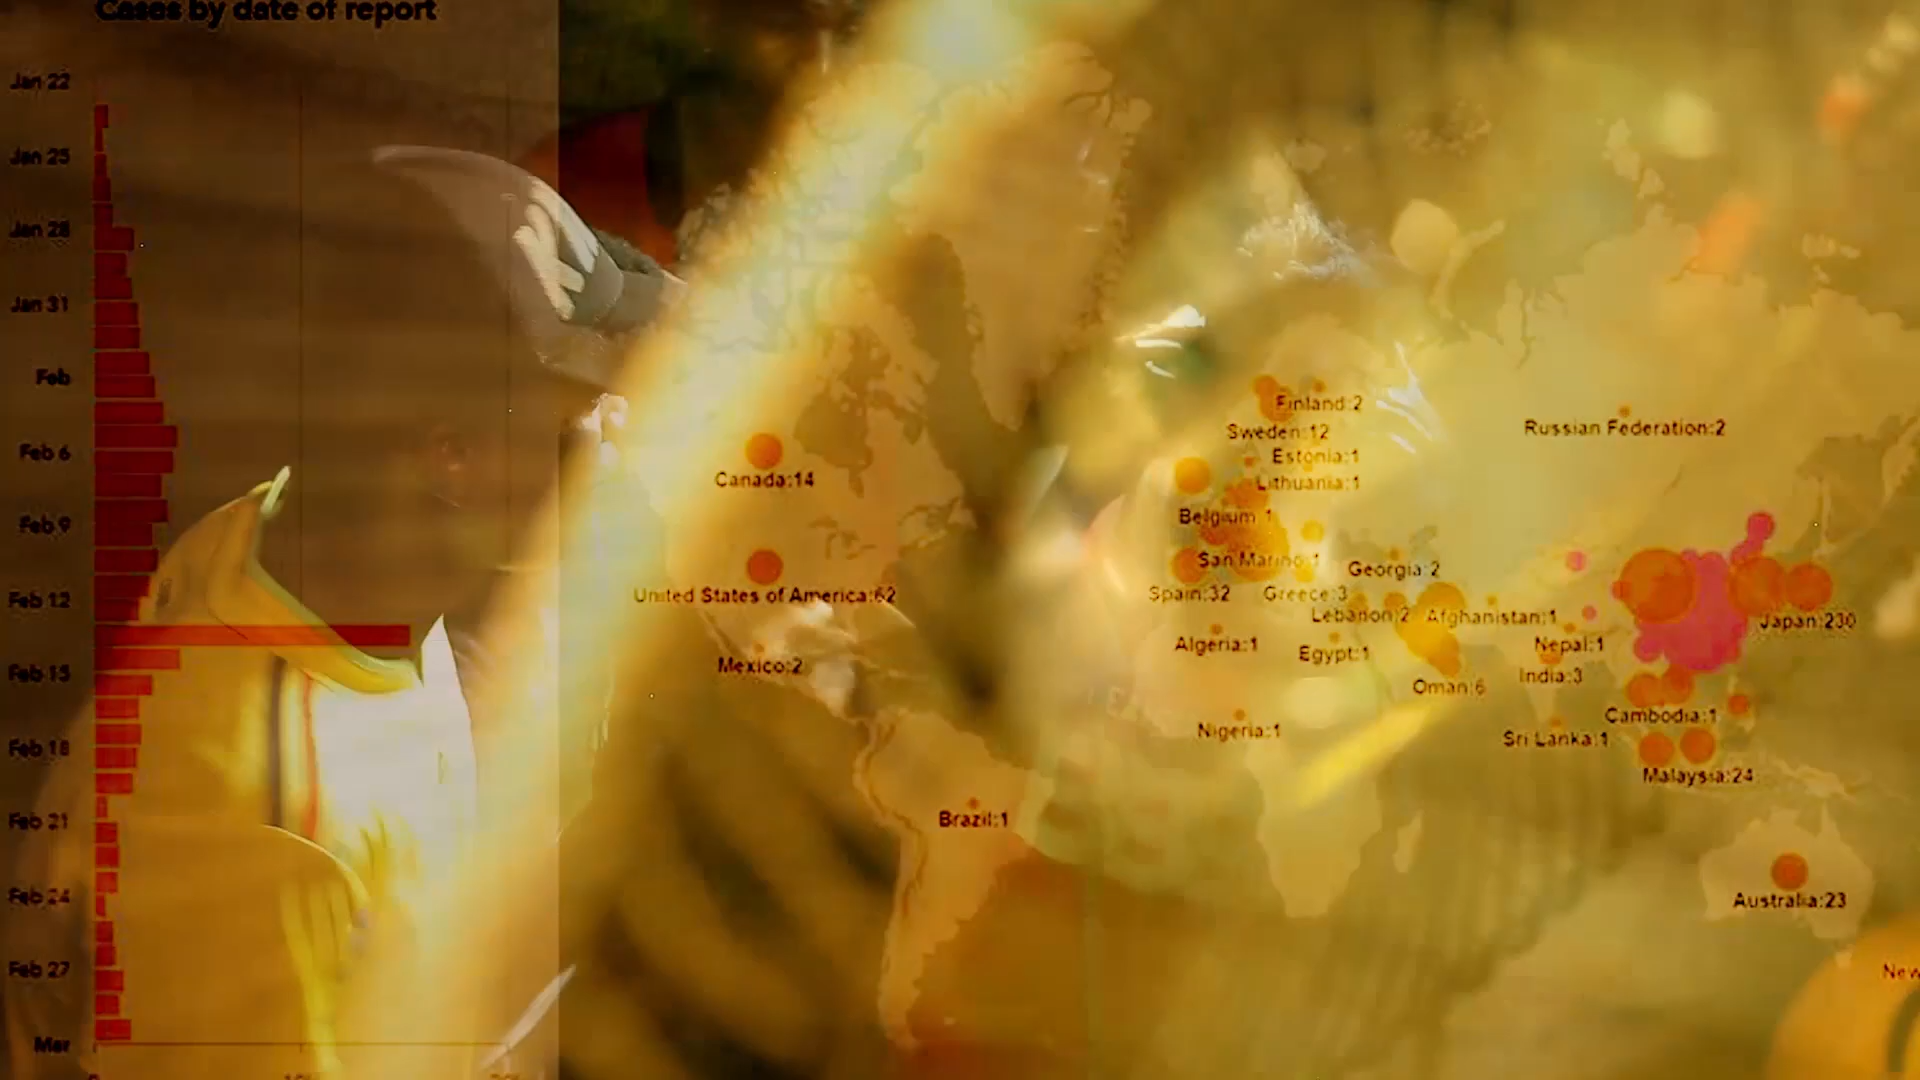 Cases by date of report
Jan 22
Jan 25
Jan 28
Jan 31
Feb
Feb 6
Feb 9
Feb 12
Feb 15
Feb 18
Feb 21
Feb 24
Feb 27
Mar
0
Finland:2
Sweden:12
Russian Federation:2
Estonia:1
Canada:14
Lithuania:1
Belgium:1
San Marino:1
Georgia:2
United States of America:62
Spain:32
Greece:3
Lebanon:2
Afghanistan:1
Japan:230
Algeria:1
Egypt:1
Nepal:1
Mexico:2
India:3
Oman:6
Cambodia:1
Nigeria:1
Sri Lanka:1
Malaysia:24
Brazil:1
Australia:23
New